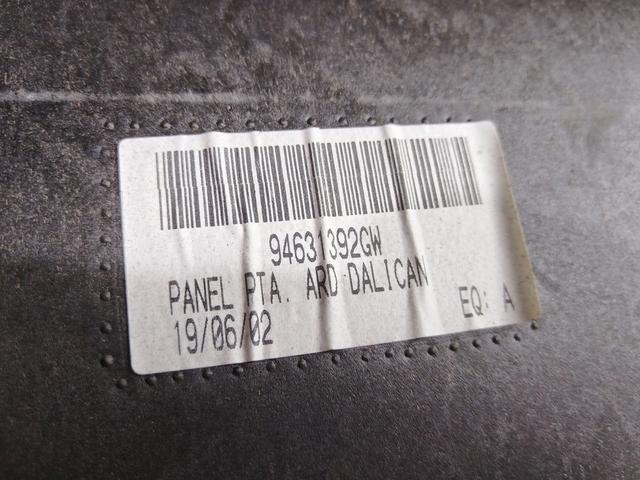 94631392GW
PANEL PTA. ARD DALICAN
19/06/02
EQ: A